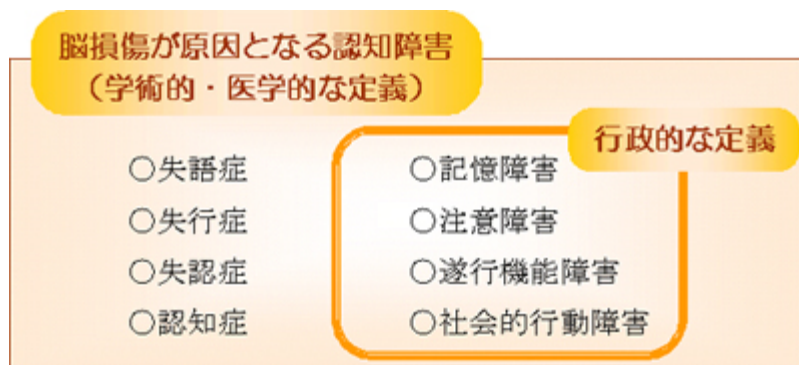 脳損傷が原因となる認知障害
（学術的・医学的な定義）
行政的な定義
○失語症
○失行症
○失認症
○認知症
○記憶障害
○注意障害
○遂行機能障害
○社会的行動障害